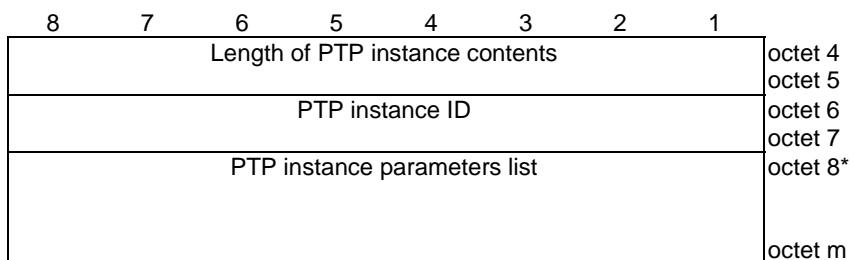 8 7 6 5 4 3 2 1
Length of PTP instance contents octet 4
octet 5
PTP instance ID octet 6
octet 7
PTP instance parameters list octet 8*
octet m